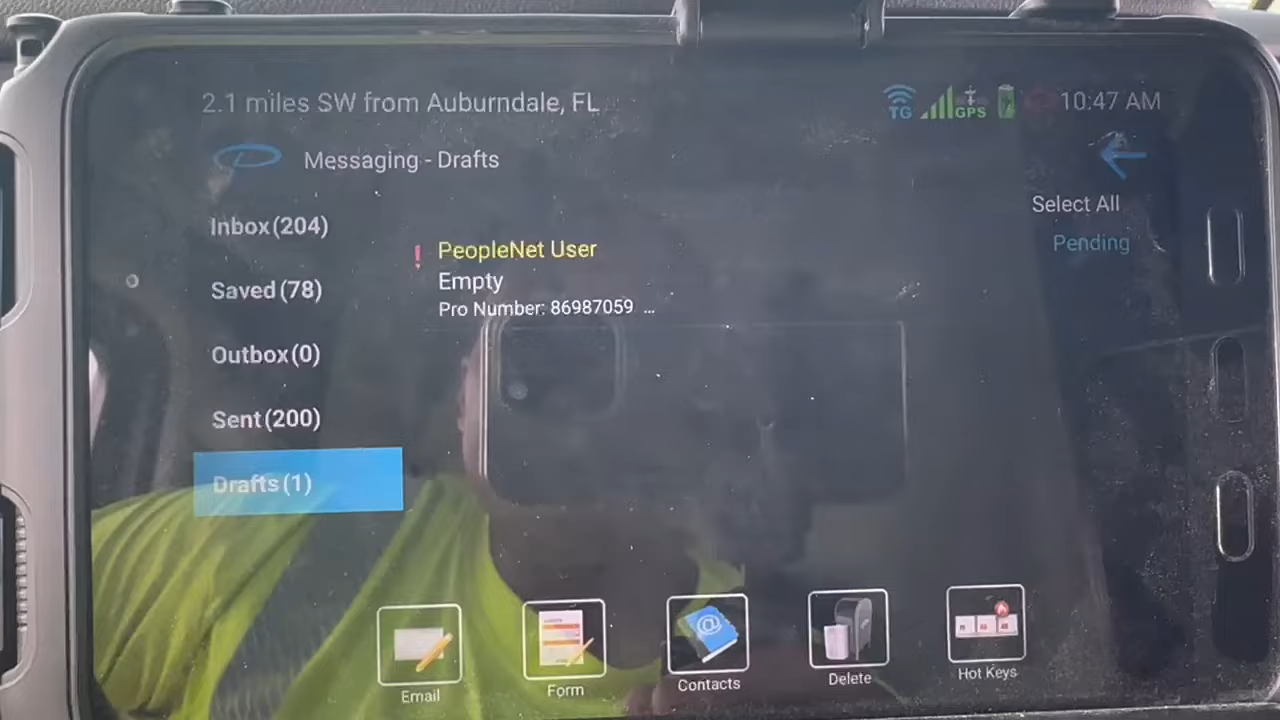 2.1 miles SW from Auburndale, FL
TG
GPS
10:47 AM
Messaging - Drafts
Select All
Pending
Inbox(204)
Saved(78)
Outbox(0)
Sent(200)
Drafts(1)
! PeopleNet User
Empty
Pro Number: 86987059 ...
Email
Form
Contacts
Delete
Hot Keys